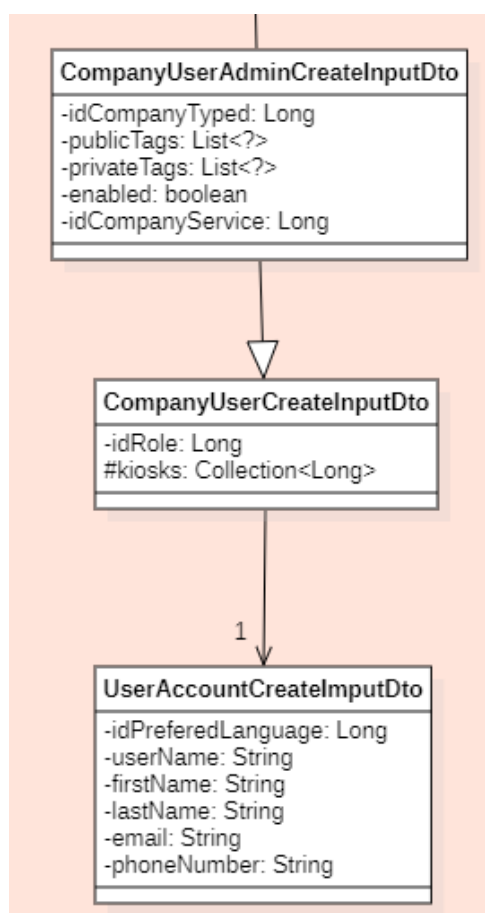 CompanyUserAdminCreateInputDto
-idCompanyTyped: Long
-publicTags: List<?>
-privateTags: List<?>
-enabled: boolean
-idCompanyService: Long
CompanyUserCreateInputDto
-idRole: Long
#kiosks: Collection<Long>
1
UserAccountCreateImputDto
-idPreferedLanguage: Long
-userName: String
-firstName: String
-lastName: String
-email: String
-phoneNumber: String